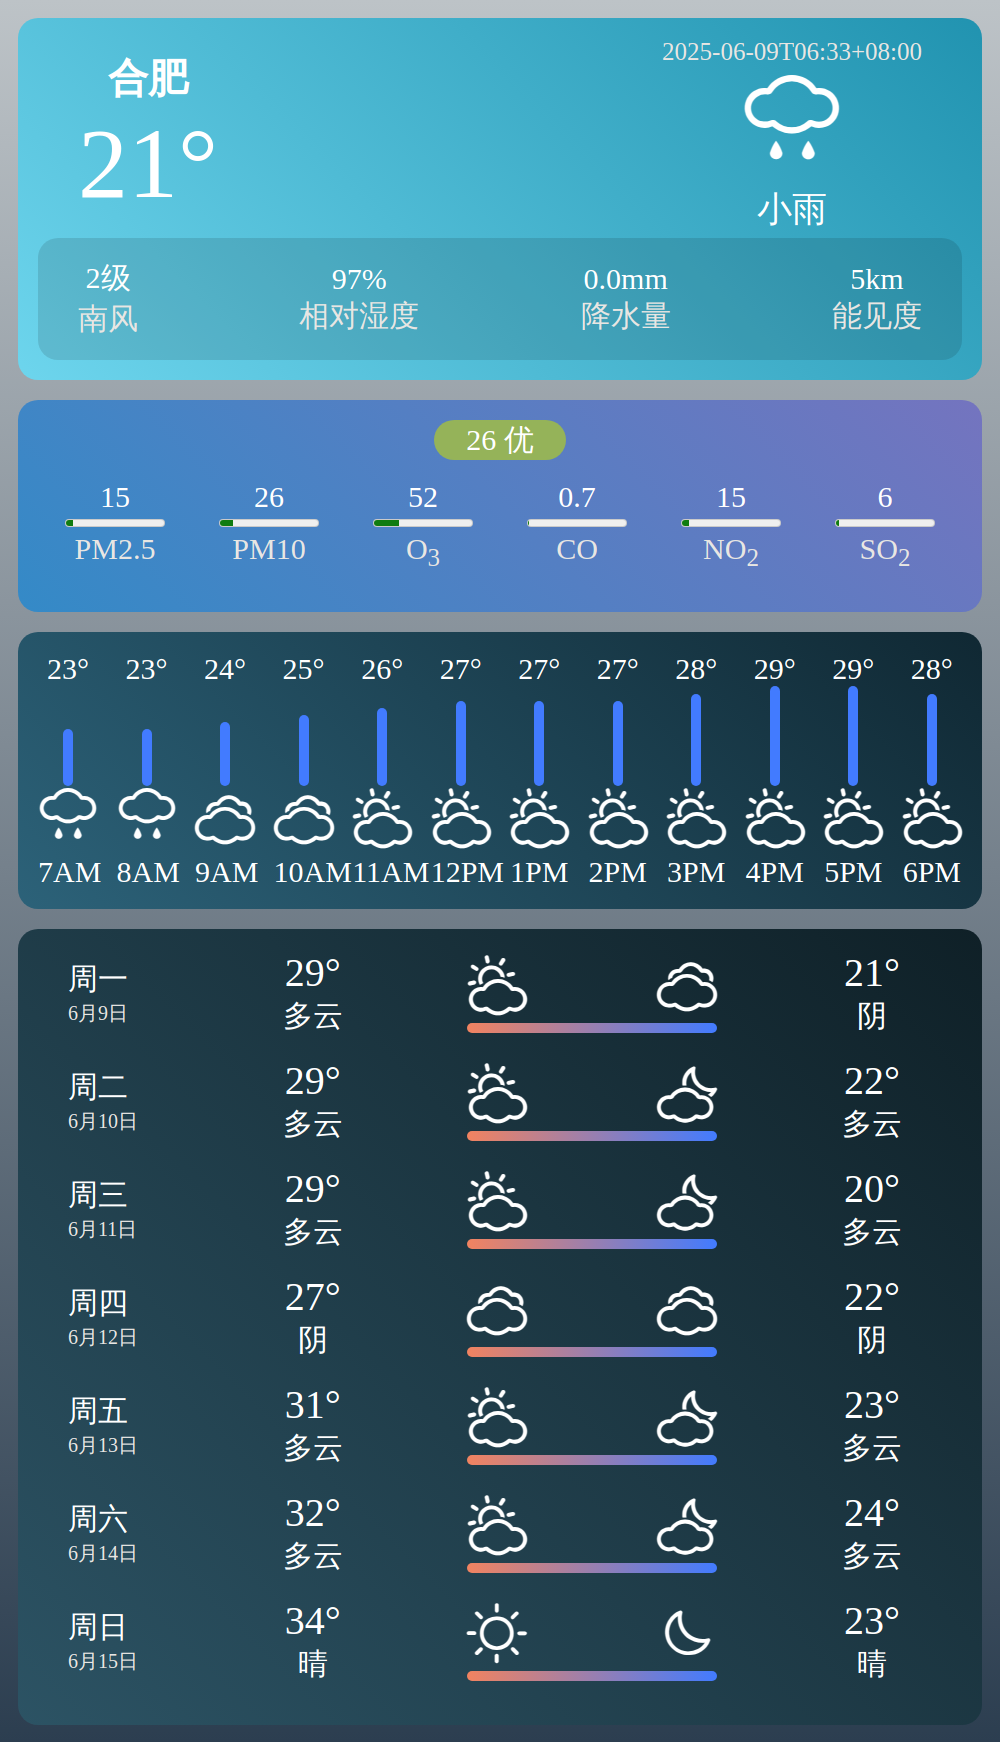 合肥
21°
2025-06-09T06:33+08:00
小雨
2级 97% 0.0mm 5km
南风 相对湿度 降水量 能见度
26 优
15 26 52 0.7 15 6
PM2.5 PM10 O3 CO NO2 SO2
23° 23° 24° 25° 26° 27° 27° 27° 28° 29° 29° 28°
7AM 8AM 9AM 10AM 11AM 12PM 1PM 2PM 3PM 4PM 5PM 6PM
周一 29° 21°
6月9日 多云 阴
周二 29° 22°
6月10日 多云 多云
周三 29° 20°
6月11日 多云 多云
周四 27° 22°
6月12日 阴 阴
周五 31° 23°
6月13日 多云 多云
周六 32° 24°
6月14日 多云 多云
周日 34° 23°
6月15日 晴 晴